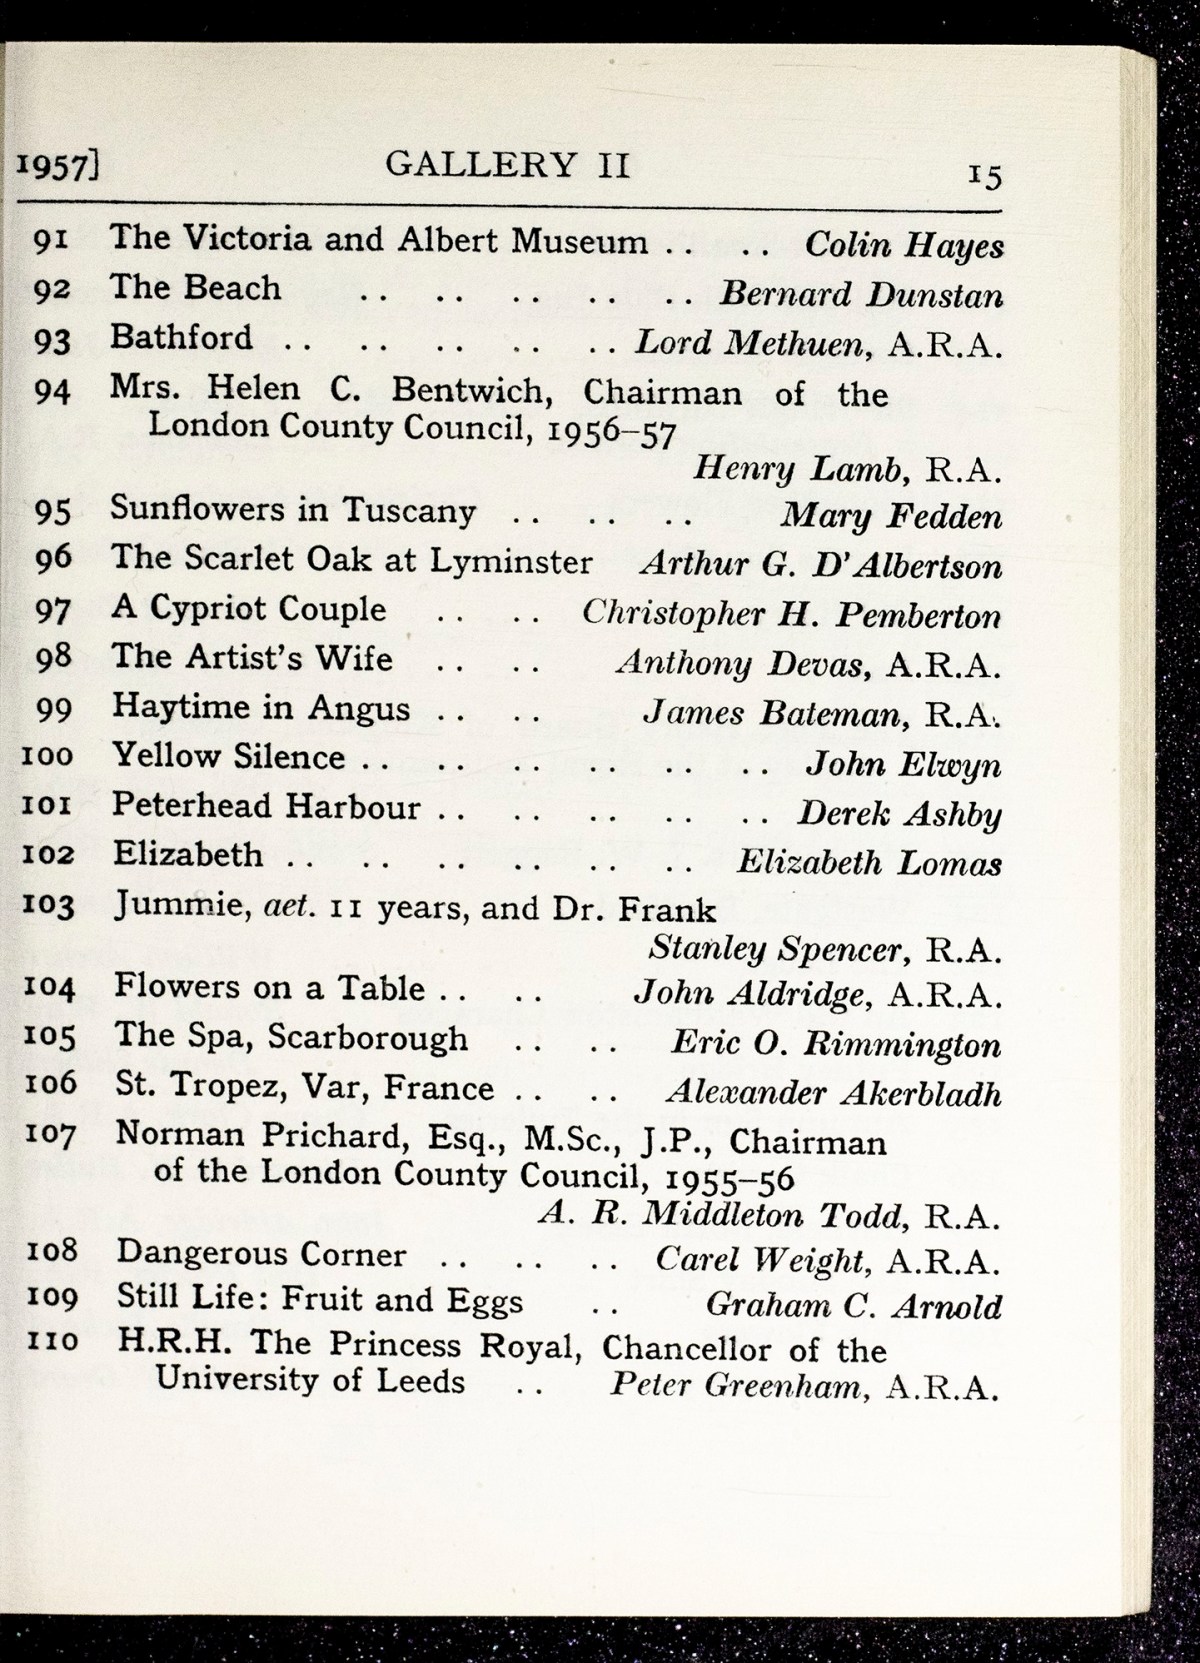 1957] GALLERY II 15
91 The Victoria and Albert Museum . . . . Colin Hayes
92 The Beach . . . . . . . . . . Bernard Dunstan
93 Bathford . . . . . . . . . . Lord Methuen, A.R.A.
94 Mrs. Helen C. Bentwich, Chairman of the
London County Council, 1956–57
Henry Lamb, R.A.
95 Sunflowers in Tuscany . . . . . . Mary Fedden
96 The Scarlet Oak at Lyminster Arthur G. D'Albertson
97 A Cypriot Couple . . . . Christopher H. Pemberton
98 The Artist's Wife . . . . Anthony Devas, A.R.A.
99 Haytime in Angus . . . . James Bateman, R.A.
100 Yellow Silence . . . . . . . . . . . . John Elwyn
101 Peterhead Harbour . . . . . . . . . . Derek Ashby
102 Elizabeth . . . . . . . . . . . . Elizabeth Lomas
103 Jummie, aet. 11 years, and Dr. Frank
Stanley Spencer, R.A.
104 Flowers on a Table . . . . John Aldridge, A.R.A.
105 The Spa, Scarborough . . . . Eric O. Rimmington
106 St. Tropez, Var, France . . . . Alexander Akerbladh
107 Norman Prichard, Esq., M.Sc., J.P., Chairman
of the London County Council, 1955–56
A. R. Middleton Todd, R.A.
108 Dangerous Corner . . . . . . Carel Weight, A.R.A.
109 Still Life: Fruit and Eggs . . Graham C. Arnold
110 H.R.H. The Princess Royal, Chancellor of the
University of Leeds . . Peter Greenham, A.R.A.